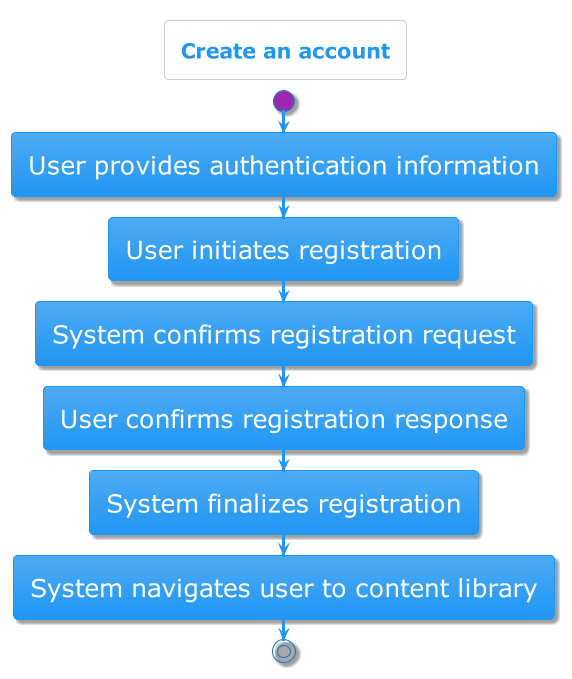 Create an account
User provides authentication information
User initiates registration
System confirms registration request
User confirms registration response
System finalizes registration
System navigates user to content library